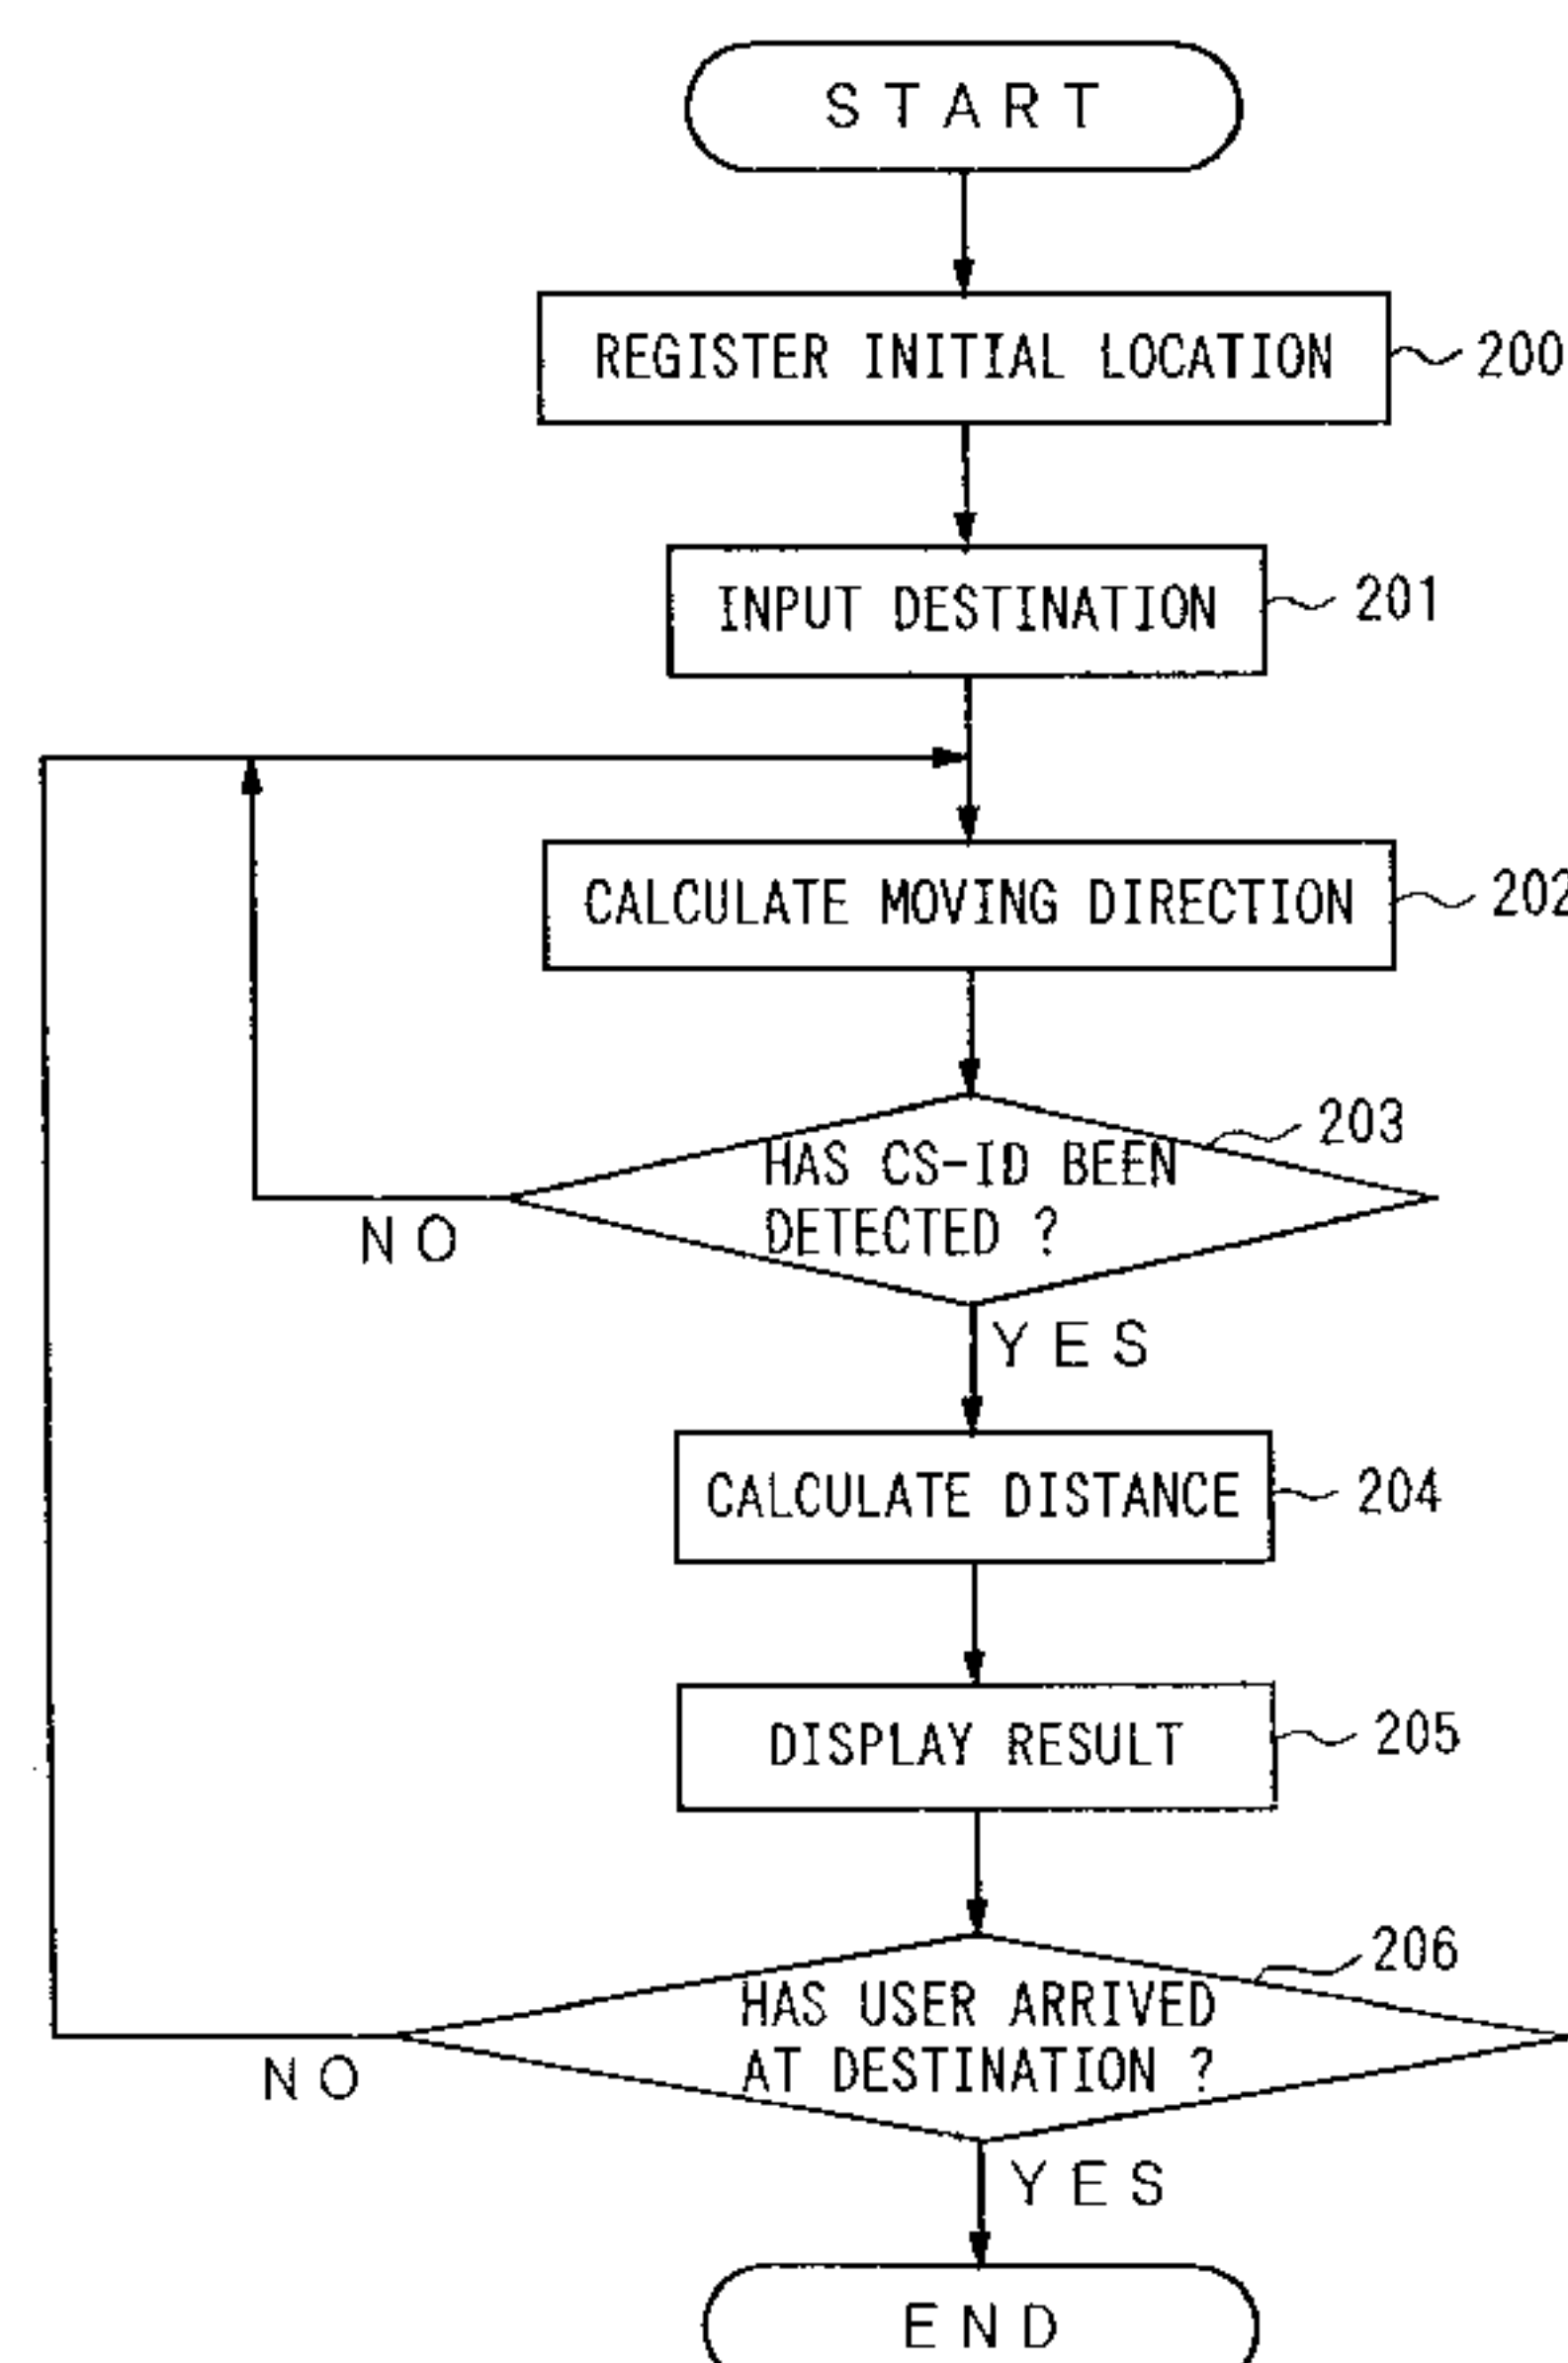 START
REGISTER INITIAL LOCATION
200
INPUT DESTINATION
201
CALCULATE MOVING DIRECTION
202
HAS CS-ID BEEN
DETECTED ?
203
NO
YES
CALCULATE DISTANCE
204
DISPLAY RESULT
205
HAS USER ARRIVED
AT DESTINATION ?
206
NO
YES
END